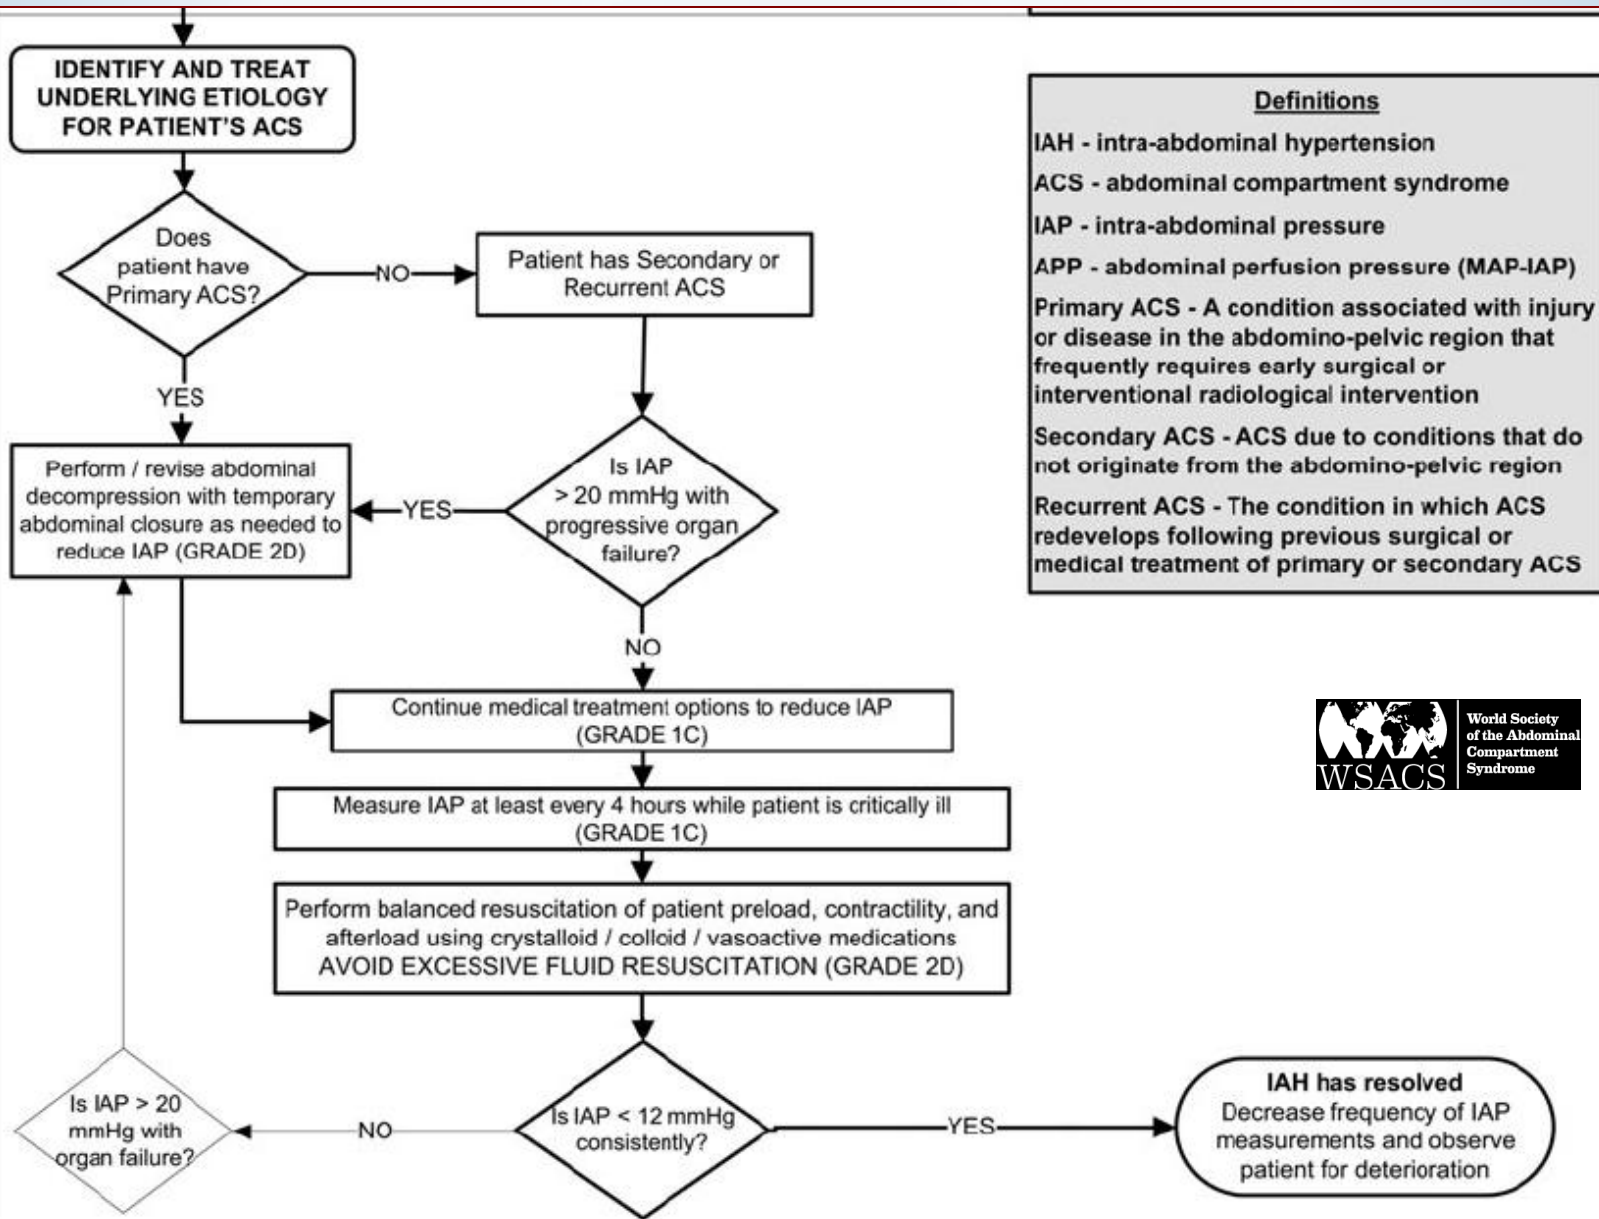 IDENTIFY AND TREAT
UNDERLYING ETIOLOGY
FOR PATIENT'S ACS
Does
patient have
Primary ACS?
NO
Patient has Secondary or
Recurrent ACS
YES
Perform / revise abdominal
decompression with temporary
abdominal closure as needed to
reduce IAP (GRADE 2D)
YES
Is IAP
> 20 mmHg with
progressive organ
failure?
NO
Continue medical treatment options to reduce IAP
(GRADE 1C)
Measure IAP at least every 4 hours while patient is critically ill
(GRADE 1C)
Perform balanced resuscitation of patient preload, contractility, and
afterload using crystalloid / colloid / vasoactive medications
AVOID EXCESSIVE FLUID RESUSCITATION (GRADE 2D)
Is IAP > 20
mmHg with
organ failure?
NO
Is IAP < 12 mmHg
consistently?
YES
IAH has resolved
Decrease frequency of IAP
measurements and observe
patient for deterioration
Definitions
IAH - intra-abdominal hypertension
ACS - abdominal compartment syndrome
IAP - intra-abdominal pressure
APP - abdominal perfusion pressure (MAP-IAP)
Primary ACS - A condition associated with injury
or disease in the abdomino-pelvic region that
frequently requires early surgical or
interventional radiological intervention
Secondary ACS - ACS due to conditions that do
not originate from the abdomino-pelvic region
Recurrent ACS - The condition in which ACS
redevelops following previous surgical or
medical treatment of primary or secondary ACS
WSACS
World Society
of the Abdominal
Compartment
Syndrome